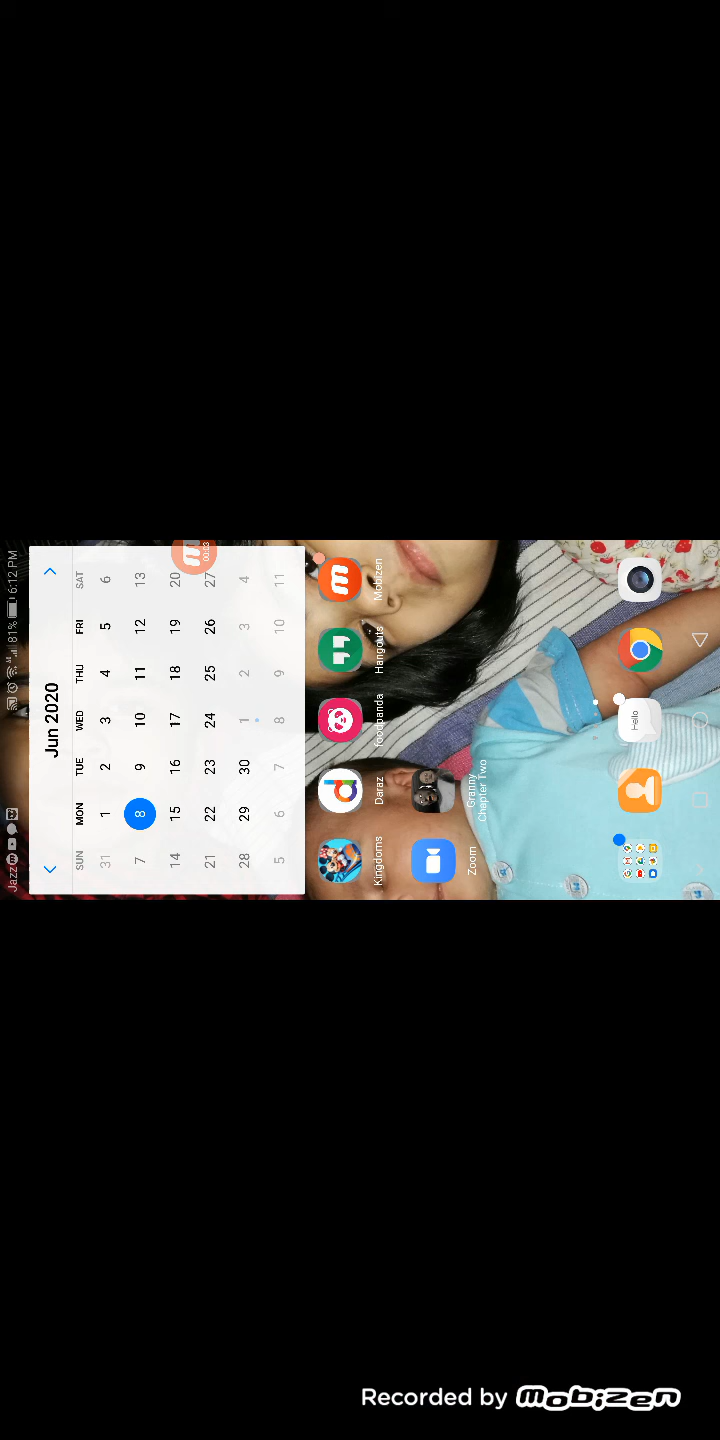 Jazz
81% 6:12 PM
Jun 2020
SUN MON TUE WED THU FRI SAT
31 1 2 3 4 5 6
7 8 9 10 11 12 13
14 15 16 17 18 19 20
21 22 23 24 25 26 27
28 29 30 1 2 3 4
5 6 7 8 9 10 11
00:03
Kingdoms Daraz foodpanda Hangouts Mobizen
Zoom Granny
Chapter Two
Hello
Recorded by Mobizen